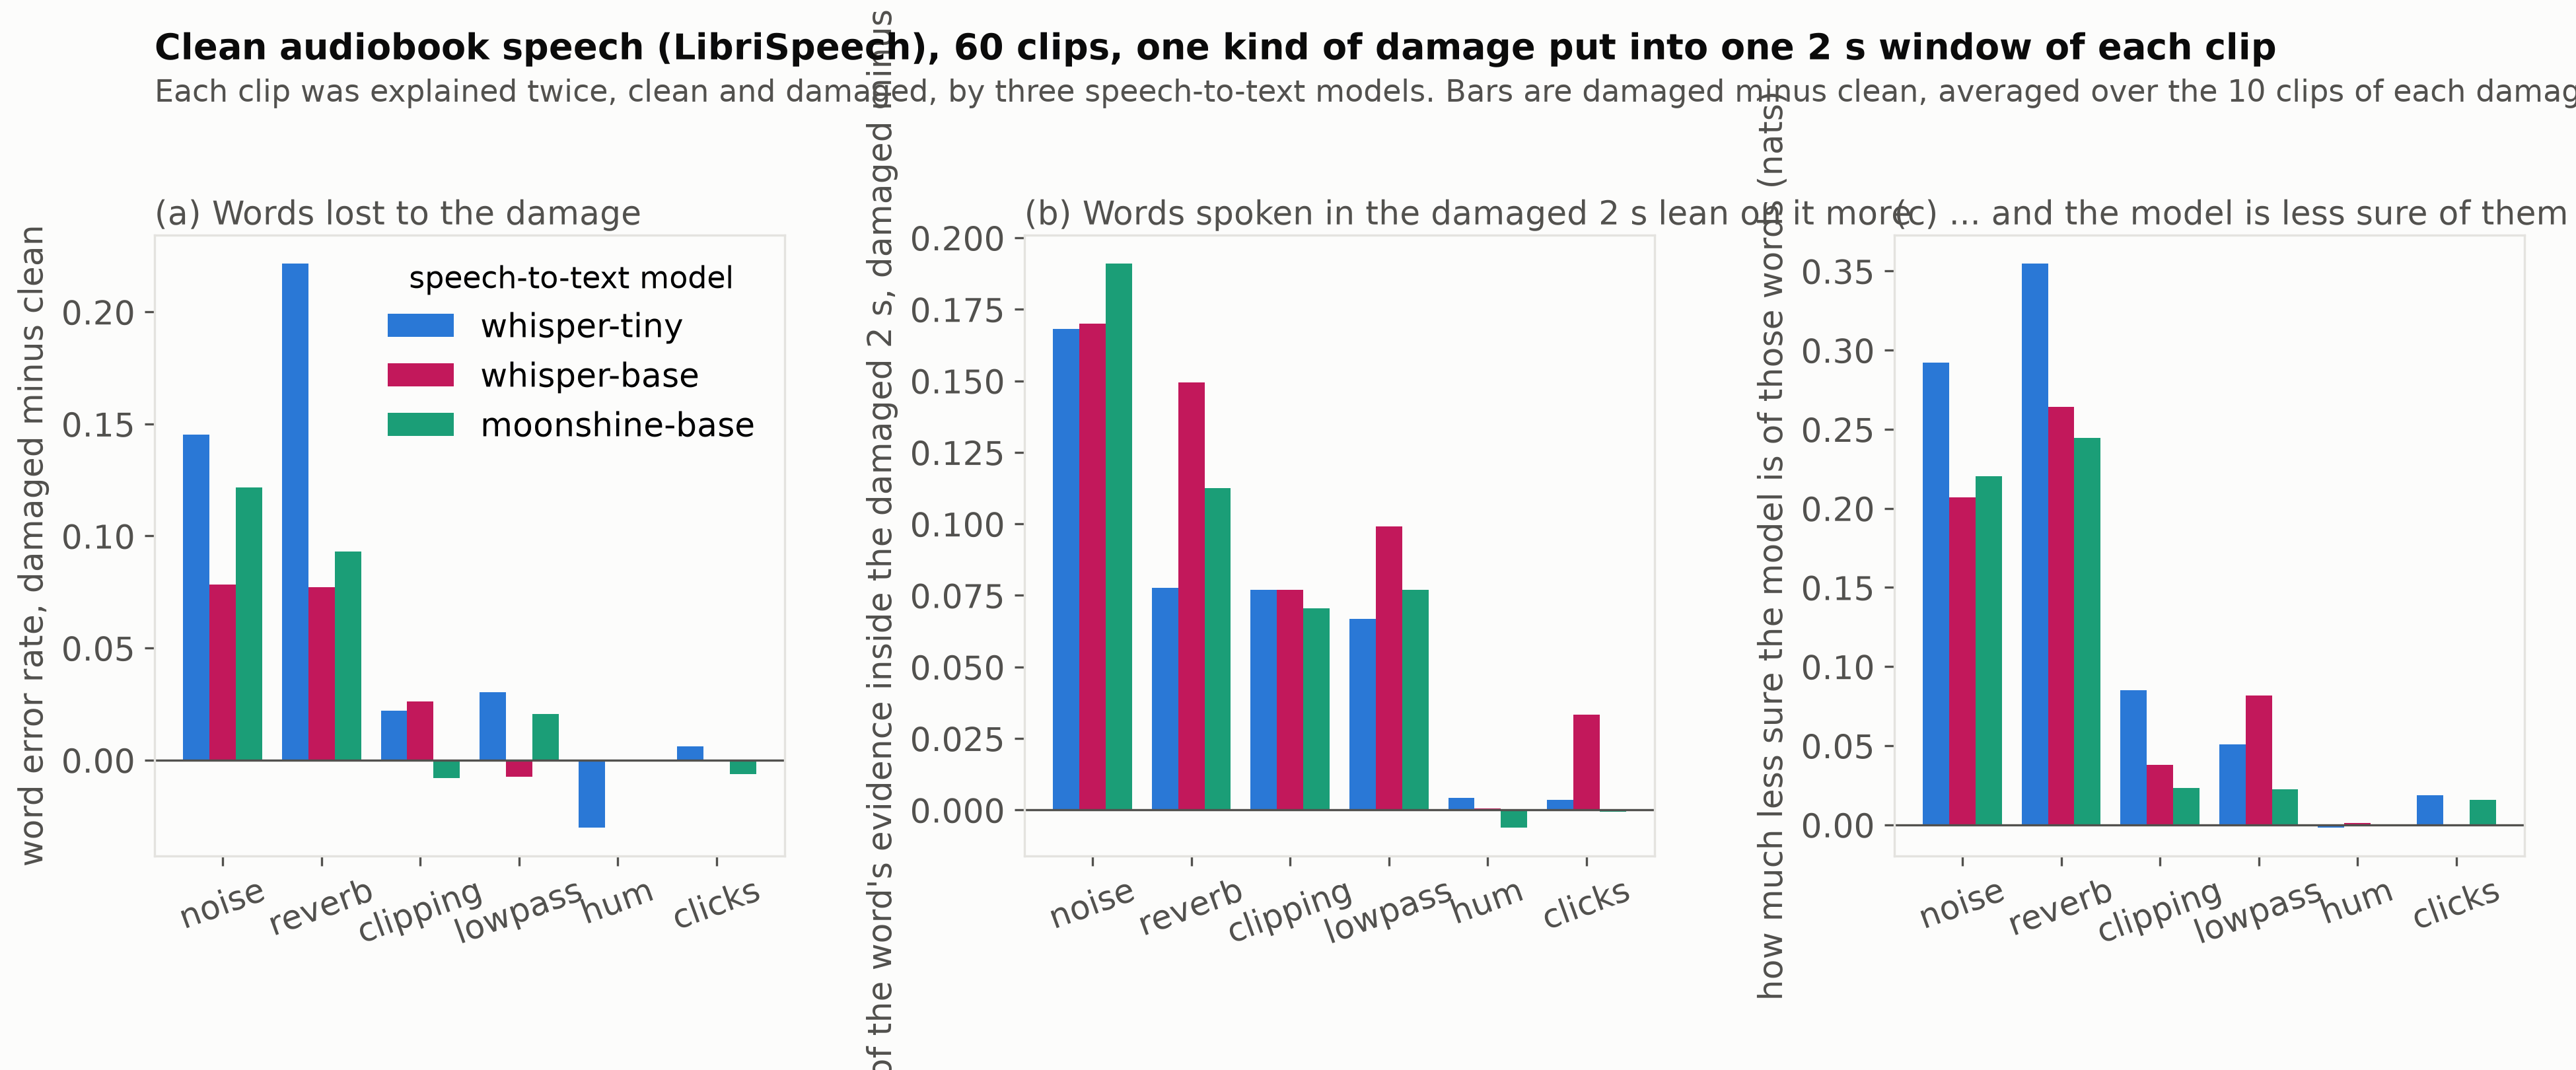 Clean audiobook speech (LibriSpeech), 60 clips, one kind of damage put into one 2 s window of each clip
Each clip was explained twice, clean and damaged, by three speech-to-text models. Bars are damaged minus clean, averaged over the 10 clips of each damag
(a) Words lost to the damage
word error rate, damaged minus clean
0.20
0.15
0.10
0.05
0.00
speech-to-text model
whisper-tiny
whisper-base
moonshine-base
noise
reverb
clipping
lowpass
hum
clicks
(b) Words spoken in the damaged 2 s lean on it more
of the word's evidence inside the damaged 2 s, damaged minus
0.200
0.175
0.150
0.125
0.100
0.075
0.050
0.025
0.000
noise
reverb
clipping
lowpass
hum
clicks
(c) ... and the model is less sure of them
how much less sure the model is of those words (nats)
0.35
0.30
0.25
0.20
0.15
0.10
0.05
0.00
noise
reverb
clipping
lowpass
hum
clicks